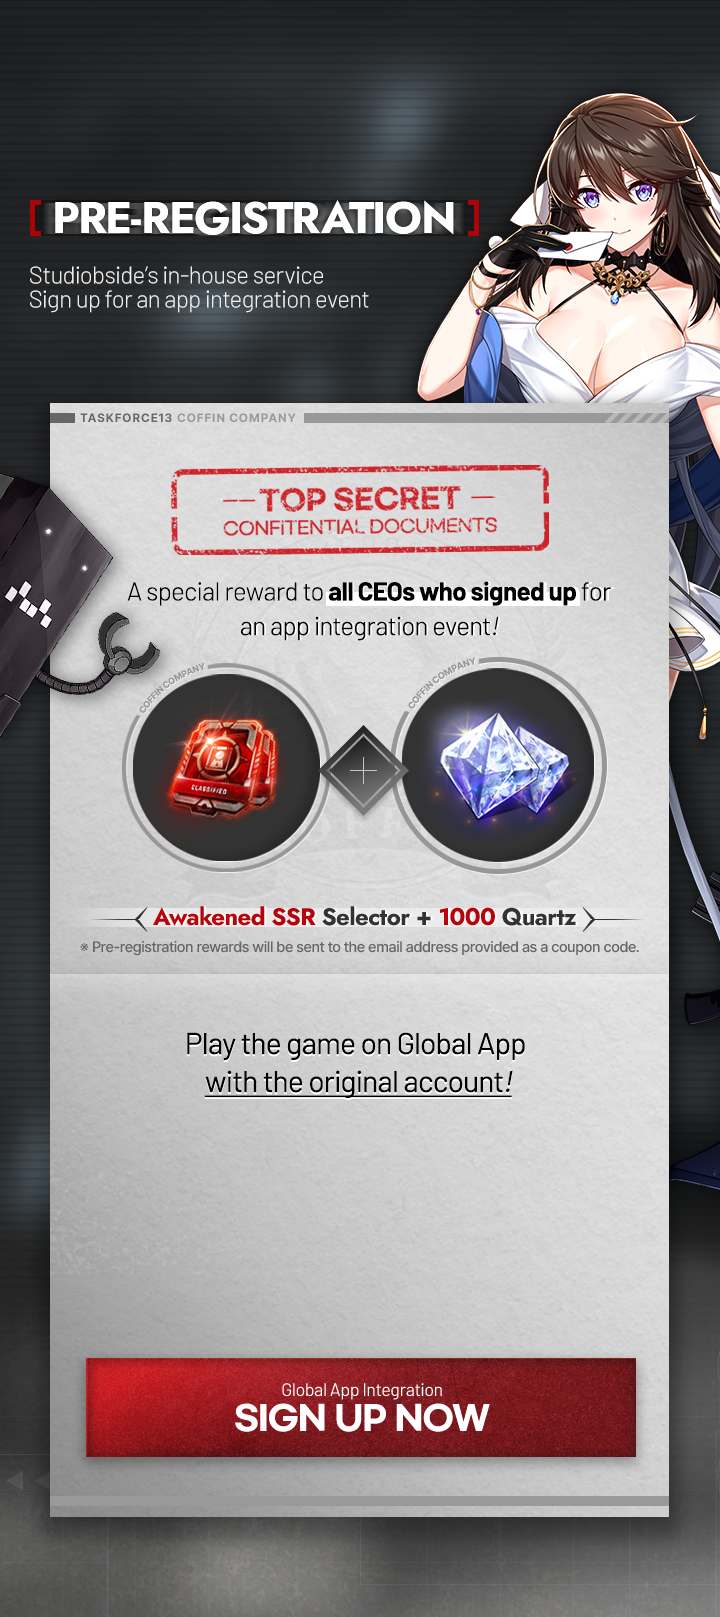 [ PRE-REGISTRATION ]
Studiobside's in-house service
Sign up for an app integration event
TASKFORCE13 COFFIN COMPANY
TOP SECRET
CONFITENTIAL DOCUMENTS
A special reward to all CEOs who signed up for
an app integration event!
COFFIN COMPANY
COFFIN COMPANY
CLASSIFIED
Awakened SSR Selector + 1000 Quartz
※ Pre-registration rewards will be sent to the email address provided as a coupon code.
Play the game on Global App
with the original account!
Global App Integration
SIGN UP NOW